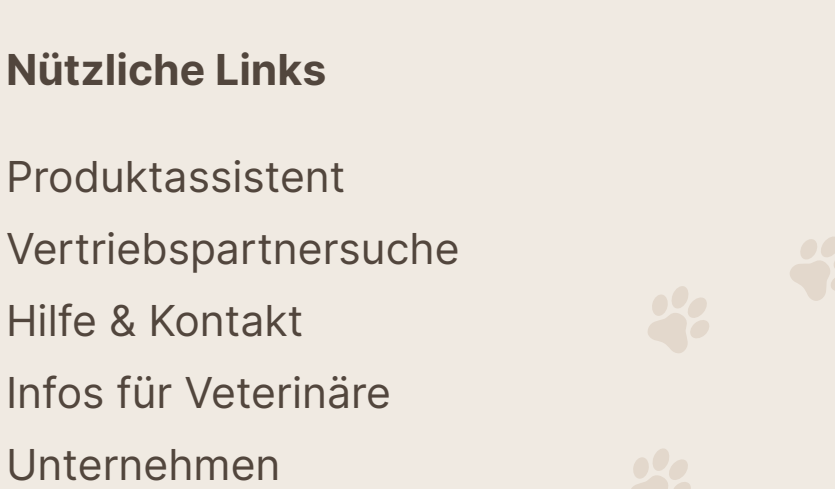 Nützliche Links
Produktassistent
Vertriebspartnersuche
Hilfe & Kontakt
Infos für Veterinäre
Unternehmen